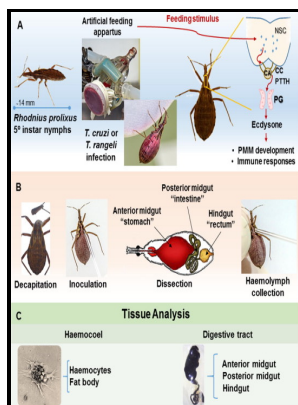 A
Artificial feeding
appartus
Feeding stimulus
NSC
CC
CA
PTTH
PG
Ecdysone
• PMM development
• Immune responses
~14 mm
Rhodnius prolixus
5º instar nymphs
T. cruzi or
T. rangeli
infection
B
Posterior midgut
"intestine"
Anterior midgut
"stomach"
Hindgut
"rectum"
Decapitation
Inoculation
Dissection
Haemolymph
collection
C
Tissue Analysis
Haemocoel
Digestive tract
Haemocytes
Fat body
Anterior midgut
Posterior midgut
Hindgut